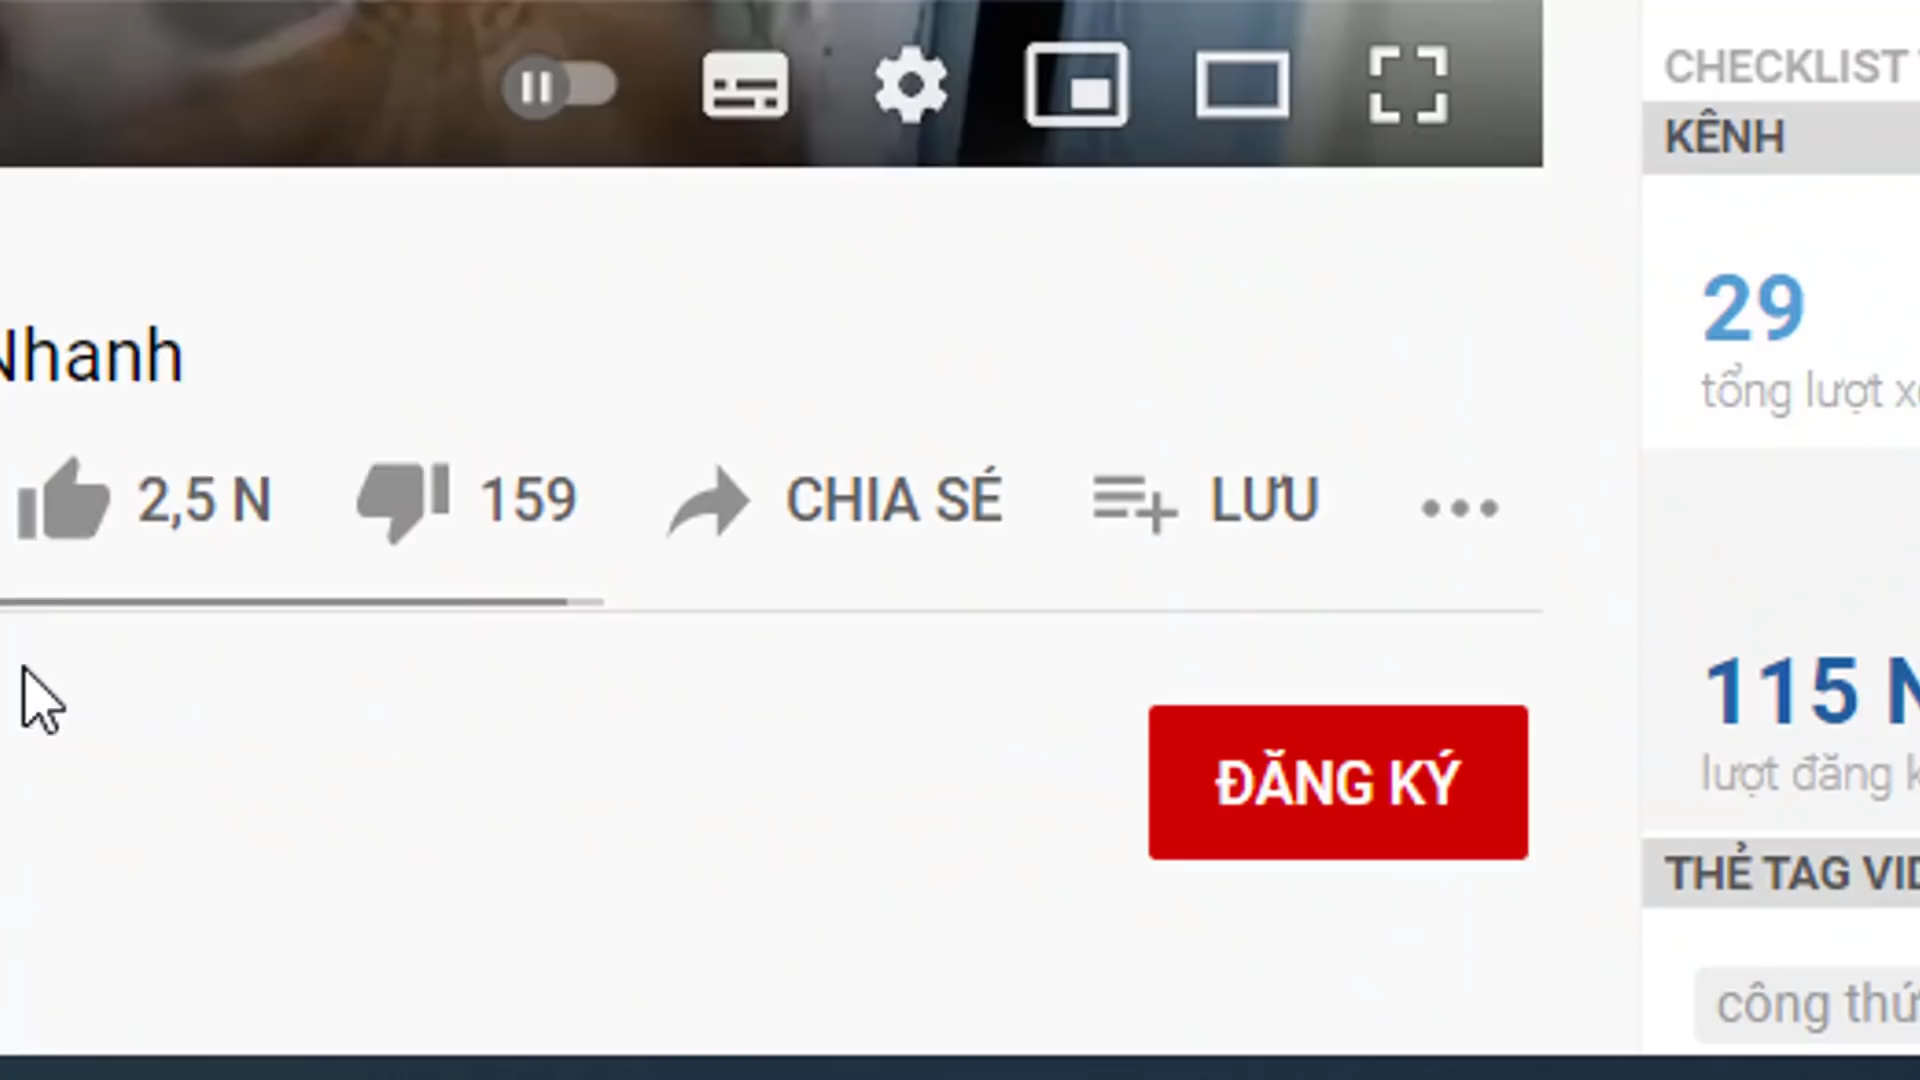 Nhanh
2,5 N
159
CHIA SẺ
LƯU
ĐĂNG KÝ
CHECKLIST
KÊNH
29
tổng lượt
115
lượt đăng
THẺ TAG
công